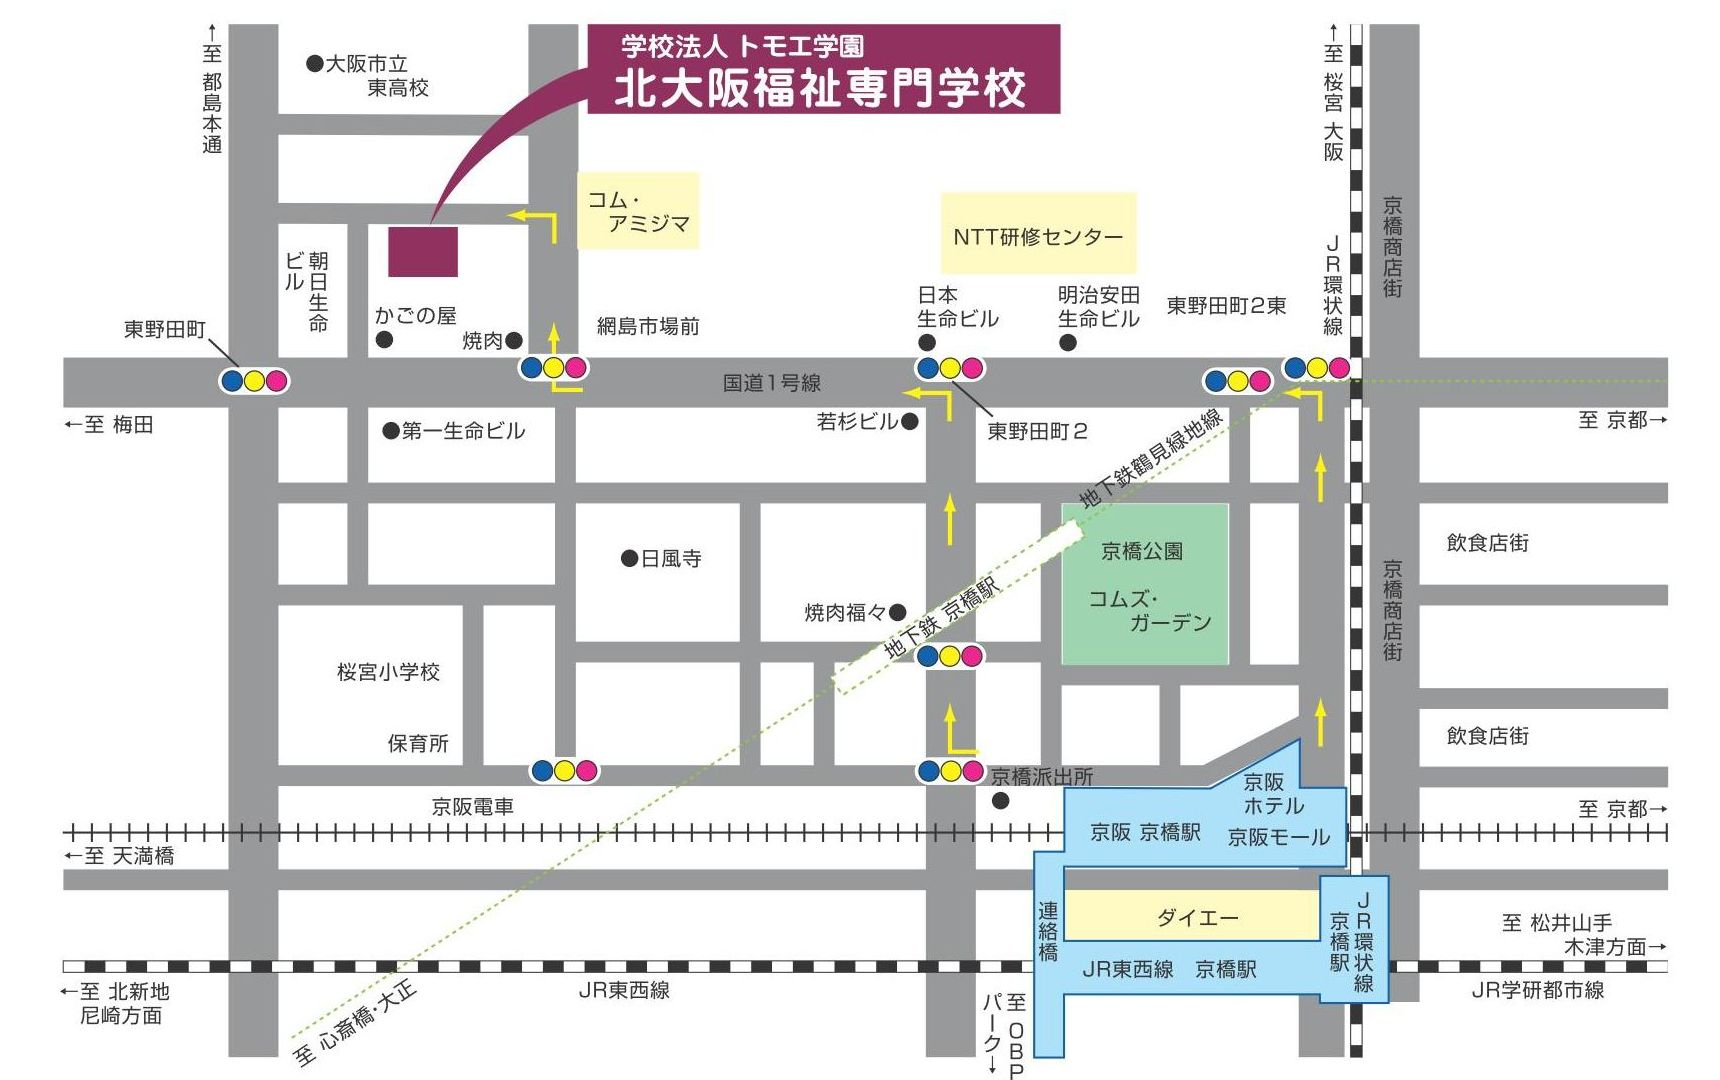 学校法人 トモエ学園
北大阪福祉専門学校
↑至 都島本通
●大阪市立
東高校
↑至 桜宮 大阪
コム・
アミジマ
NTT研修センター
京橋商店街
JR環状線
朝日生命
ビル
かごの屋
焼肉●
網島市場前
東野田町
日本
生命ビル
明治安田
生命ビル
東野田町2東
国道1号線
←至 梅田
●第一生命ビル
若杉ビル●
東野田町2
地下鉄鶴見緑地線
至 京都→
●日風寺
京橋公園
コムズ・
ガーデン
飲食店街
京橋商店街
焼肉福々●
地下鉄 京橋駅
桜宮小学校
保育所
飲食店街
京橋派出所
京阪
ホテル
京阪電車
京阪 京橋駅
京阪モール
至 京都→
←至 天満橋
連絡橋
ダイエー
JR環状線
京橋駅
至 松井山手
木津方面→
JR東西線 京橋駅
←至 北新地
尼崎方面
JR東西線
JR学研都市線
至 心斎橋・大正
至 OBP
パーク→